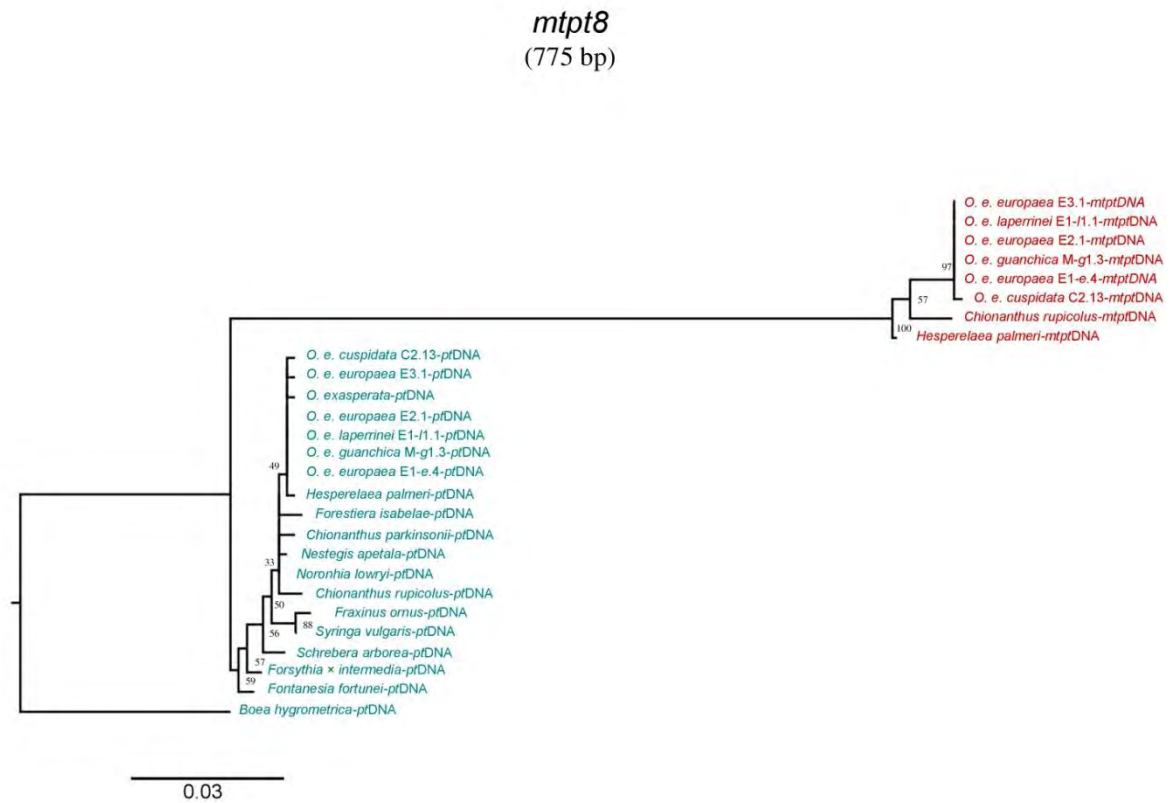 mtpt8
(775 bp)
O. e. europaea E3.1-mtptDNA
O. e. laperrinei E1-l1.1-mtptDNA
O. e. europaea E2.1-mtptDNA
O. e. guanchica M-g1.3-mtptDNA
97
O. e. europaea E1-e.4-mtptDNA
O. e. cuspidata C2.13-mtptDNA
57
Chionanthus rupicolus-mtptDNA
100
Hesperelaea palmeri-mtptDNA
O. e. cuspidata C2.13-ptDNA
O. e. europaea E3.1-ptDNA
O. exasperata-ptDNA
O. e. europaea E2.1-ptDNA
O. e. laperrinei E1-l1.1-ptDNA
O. e. guanchica M-g1.3-ptDNA
49
O. e. europaea E1-e.4-ptDNA
Hesperelaea palmeri-ptDNA
Forestiera isabelae-ptDNA
Chionanthus parkinsonii-ptDNA
Nestegis apetala-ptDNA
33
Noronhia lowryi-ptDNA
Chionanthus rupicolus-ptDNA
50
Fraxinus ornus-ptDNA
88
56
Syringa vulgaris-ptDNA
Schrebera arborea-ptDNA
57
Forsythia × intermedia-ptDNA
59
Fontanesia fortunei-ptDNA
Boea hygrometrica-ptDNA
0.03